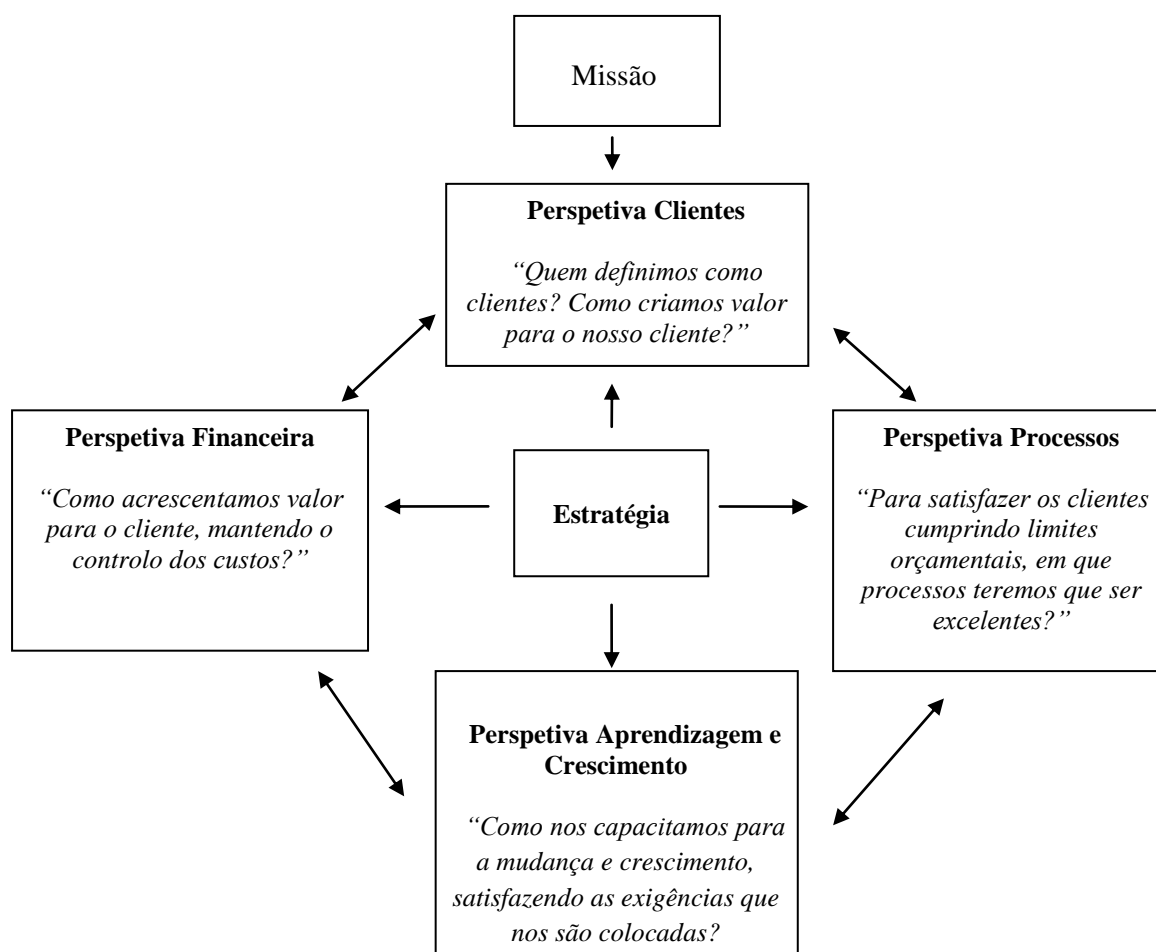 Missão
Perspetiva Clientes
“Quem definimos como
clientes? Como criamos valor
para o nosso cliente?”
Perspetiva Financeira
“Como acrescentamos valor
para o cliente, mantendo o
controlo dos custos?”
Estratégia
Perspetiva Processos
“Para satisfazer os clientes
cumprindo limites
orçamentais, em que
processos teremos que ser
excelentes?”
Perspetiva Aprendizagem e
Crescimento
“Como nos capacitamos para
a mudança e crescimento,
satisfazendo as exigências que
nos são colocadas?